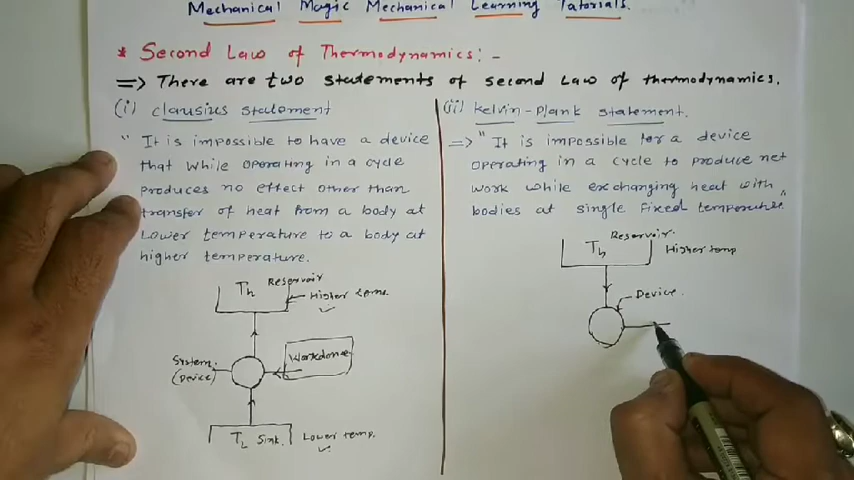 Mechanical Magic Mechanical Learning Tutorials.
* Second Law of Thermodynamics: -
=> There are two statements of second Law of thermodynamics.
(i) clausius statement
" It is impossible to have a device
that while operating in a cycle
produces no effect other than
transfer of heat from a body at
Lower temperature to a body at
higher temperature.
Th Reservoir
Higher temp
System
(Device)
Workdone
TL Sink.
Lower temp.
(ii) Kelvin-Plank statement.
=> " It is impossible for a device
operating in a cycle to produce net
work while exchanging heat with
bodies at single fixed temperature."
Reservoir.
Th
Higher temp
Device.